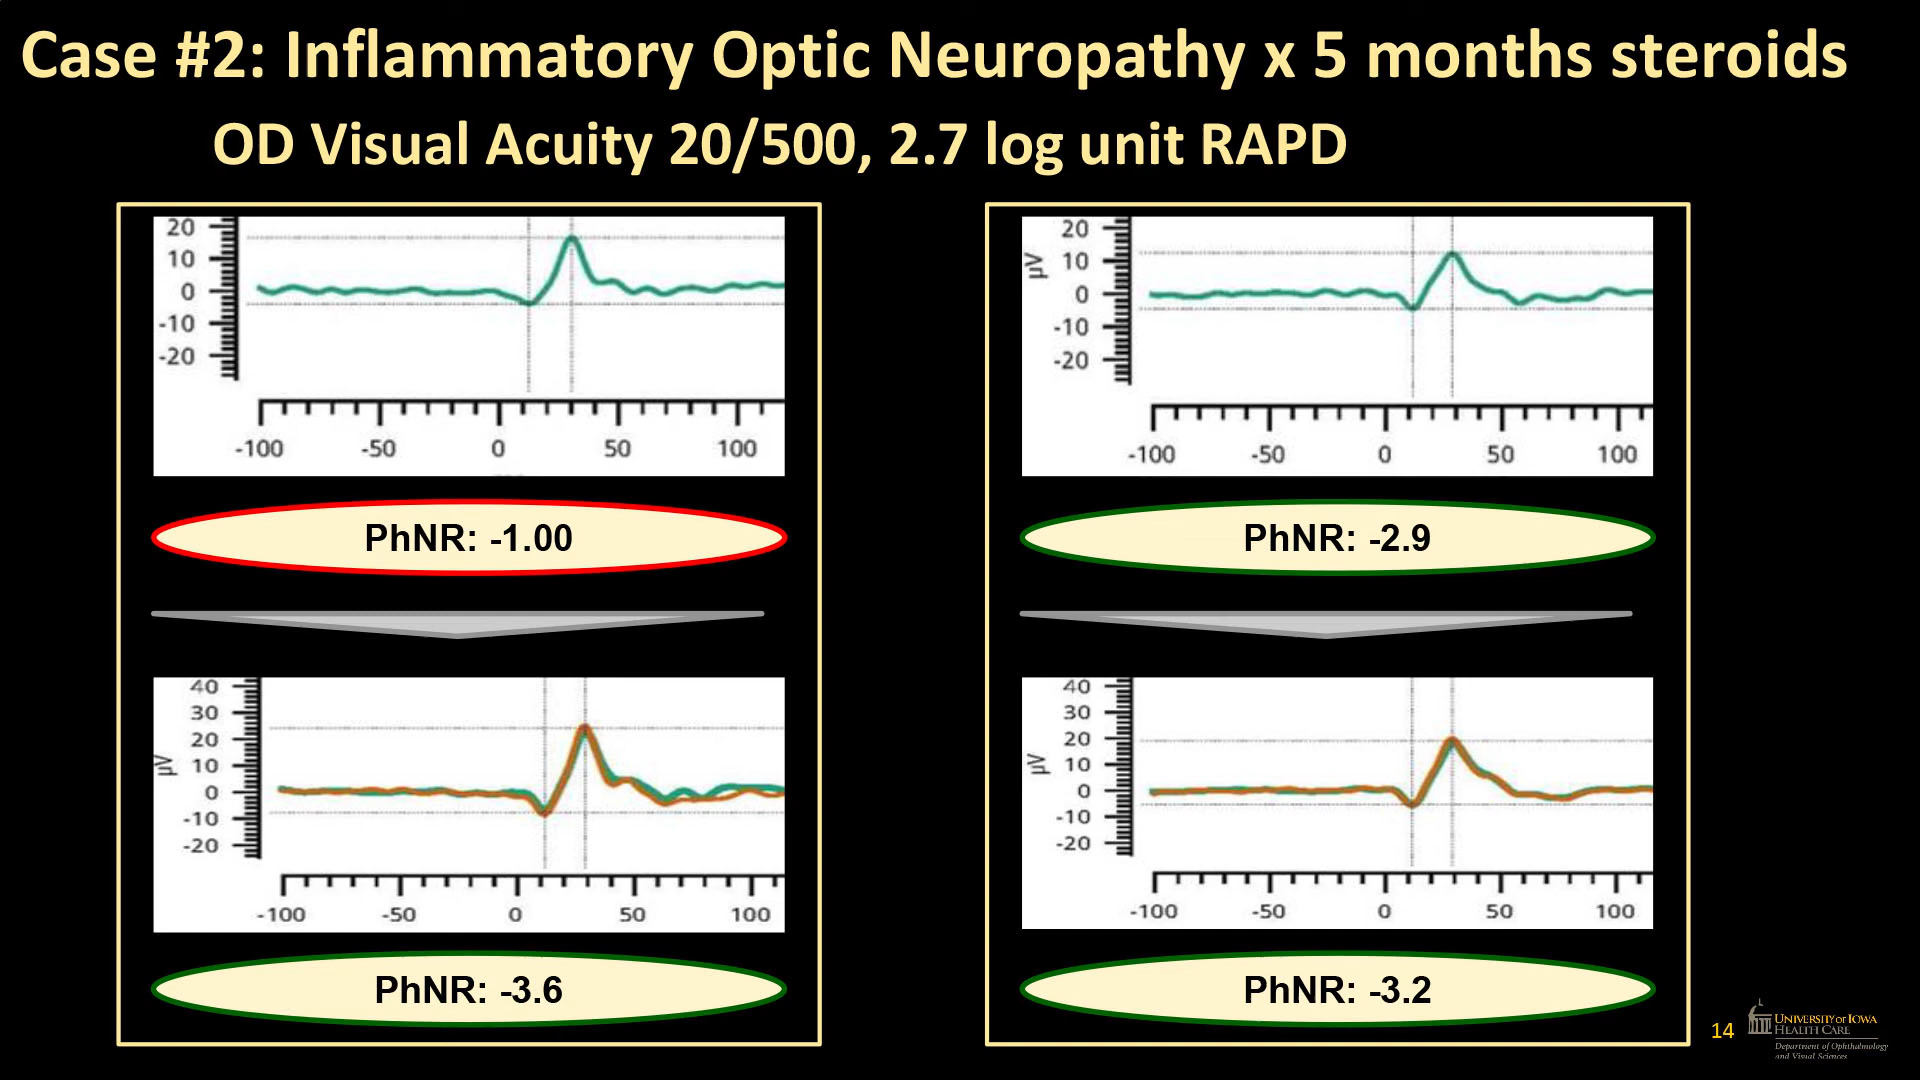 Case #2: Inflammatory Optic Neuropathy x 5 months steroids
OD Visual Acuity 20/500, 2.7 log unit RAPD
20
10
0
-10
-20
-100 -50 0 50 100
PhNR: -1.00
40
30
20
10
0
-10
-20
µV
-100 -50 0 50 100
PhNR: -3.6
20
10
0
-10
-20
µV
-100 -50 0 50 100
PhNR: -2.9
40
30
20
10
0
-10
-20
µV
-100 -50 0 50 100
PhNR: -3.2
14
UNIVERSITY OF IOWA
HEALTH CARE
Department of Ophthalmology
and Visual Sciences